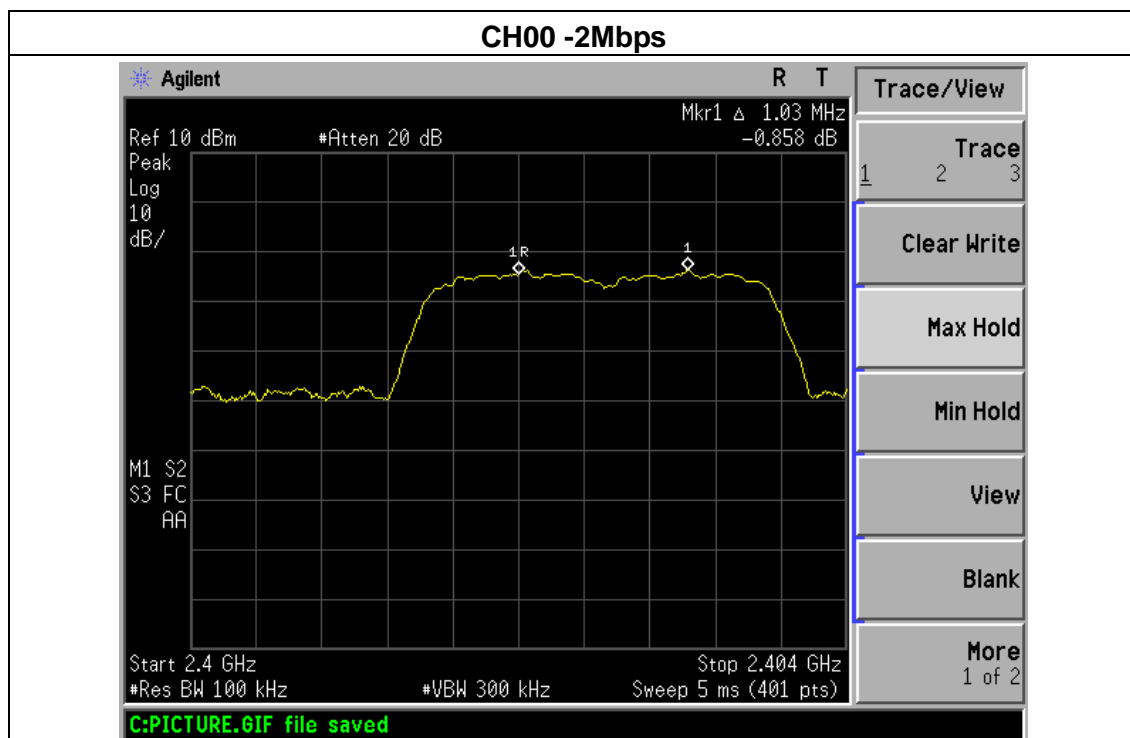 CH00 -2Mbps
Agilent R T
Mkr1 Δ 1.03 MHz
Ref 10 dBm #Atten 20 dB -0.858 dB
Peak
Log
10
dB/
1R
1
M1 S2
S3 FC
AA
Start 2.4 GHz Stop 2.404 GHz
#Res BW 100 kHz #VBW 300 kHz Sweep 5 ms (401 pts)
C:PICTURE.GIF file saved
Trace/View
Trace
1 2 3
Clear Write
Max Hold
Min Hold
View
Blank
More
1 of 2